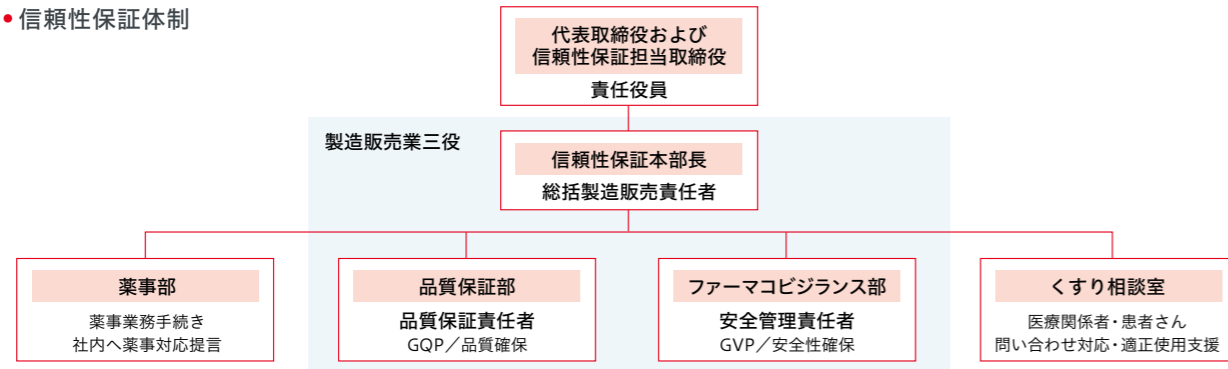 • 信頼性保証体制
代表取締役および
信頼性保証担当取締役
責任役員
製造販売業三役
信頼性保証本部長
総括製造販売責任者
薬事部
薬事業務手続き
社内へ薬事対応提言
品質保証部
品質保証責任者
GQP/品質確保
ファーマコビジランス部
安全管理責任者
GVP/安全性確保
くすり相談室
医療関係者・患者さん
問い合わせ対応・適正使用支援